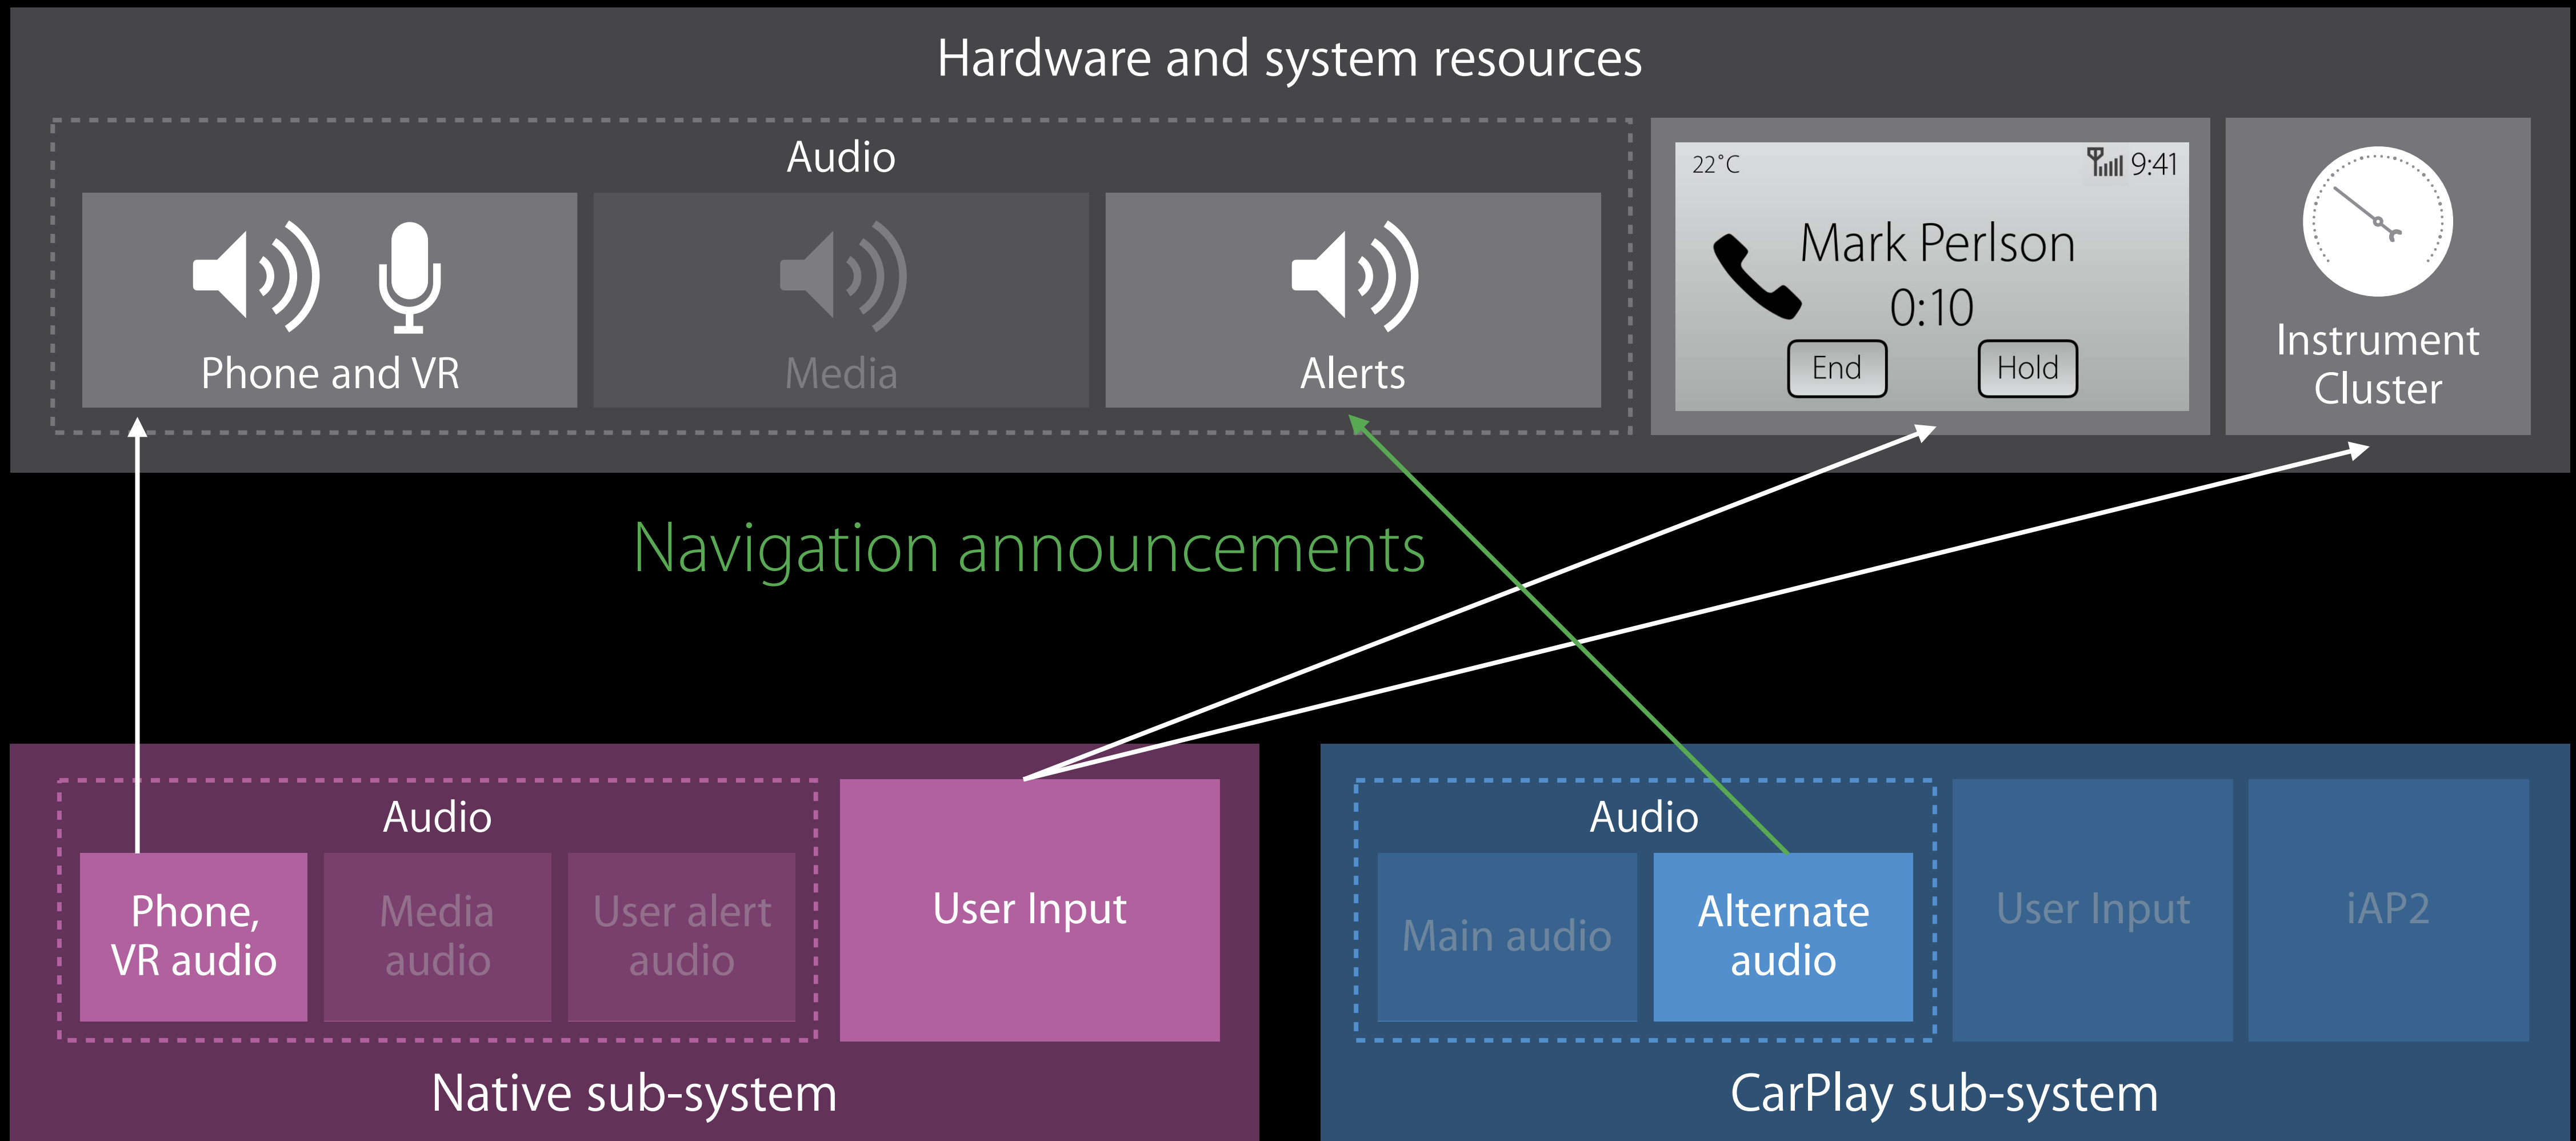 Hardware and system resources
Audio
Phone and VR
Media
Alerts
22°C
9:41
Mark Perlson
0:10
End
Hold
Instrument
Cluster
Navigation announcements
Audio
Phone,
VR audio
Media
audio
User alert
audio
User Input
Native sub-system
Audio
Main audio
Alternate
audio
User Input
iAP2
CarPlay sub-system